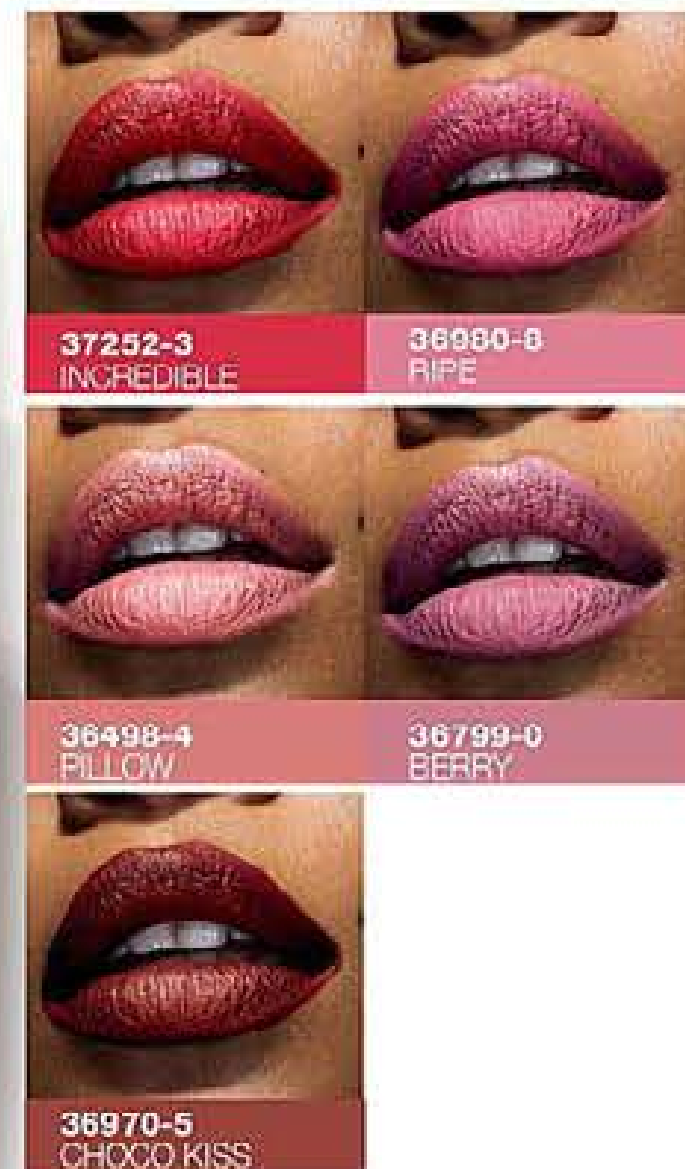 37252-3
INCREDIBLE
36980-8
RIPE
36498-4
PILLOW
36799-0
BERRY
36970-5
CHOCO KISS